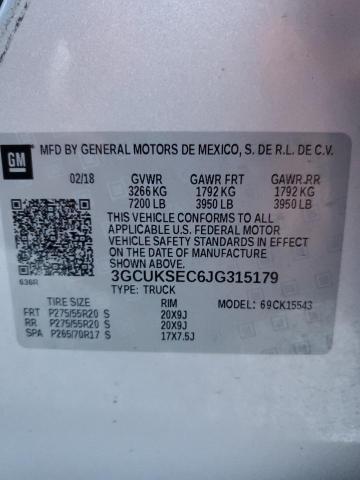 GM
MFD BY GENERAL MOTORS DE MEXICO, S. DE R.L. DE C.V.
02/18 GVWR GAWR FRT GAWR RR
3266 KG 1792 KG 1792 KG
7200 LB 3950 LB 3950 LB
THIS VEHICLE CONFORMS TO ALL
APPLICABLE U.S. FEDERAL MOTOR
VEHICLE SAFETY STANDARDS IN EFFECT
ON THE DATE OF MANUFACTURE SHOWN ABOVE.
3GCUKSEC6JG315179
636R TYPE: TRUCK
TIRE SIZE RIM MODEL: 69CK15543
FRT P275/55R20 S 20X9J
RR P275/55R20 S 20X9J
SPA P265/70R17 S 17X7.5J